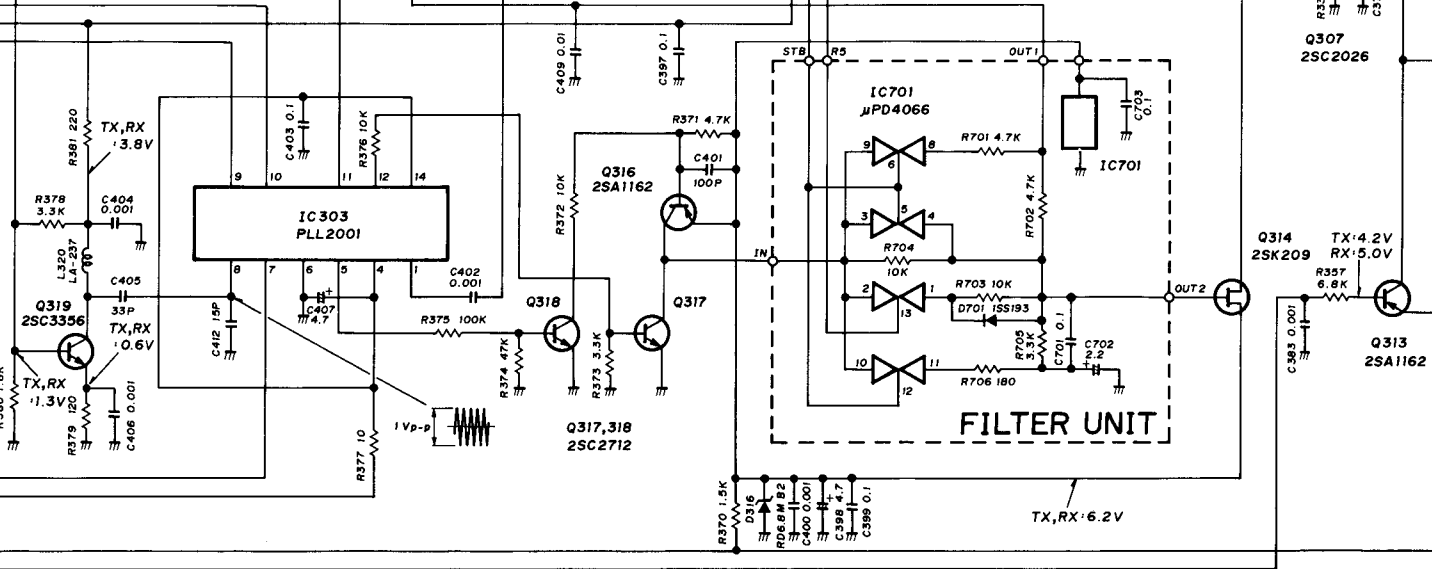 R381 220
TX,RX
:3.8V
R378
3.3K
C404
0.001
L320
LA-237
C405
33P
Q319
2SC3356
TX,RX
:0.6V
TX,RX
:1.3V
R379 120
C406 0.001
C412 15P
C403 0.1
R376 10K
9 10 11 12 14
IC303
PLL2001
8 7 6 5 4 1
C407
4.7
+
C402
0.001
R377 10
1Vp-p
R375 100K
R374 47K
Q318
R372 10K
R373 3.3K
Q317
Q317,318
2SC2712
C409 0.01
C397 0.1
R371 4.7K
C401
100P
Q316
2SA1162
STB
R5
OUT1
IN
OUT2
IC701
µPD4066
9 8
6
R701 4.7K
3 5 4
R702 4.7K
R704
10K
2 1
13
R703 10K
D701 1SS193
R705
3.3K
C701 0.1
C702
2.2
+
10 11
12
R706 180
C703
0.1
IC701
FILTER UNIT
R370 1.5K
D316
RD6.8M B2
C400 0.001
C398 4.7
+
C399 0.1
TX,RX:6.2V
Q307
2SC2026
Q314
2SK209
TX:4.2V
RX:5.0V
R357
6.8K
C383 0.001
Q313
2SA1162